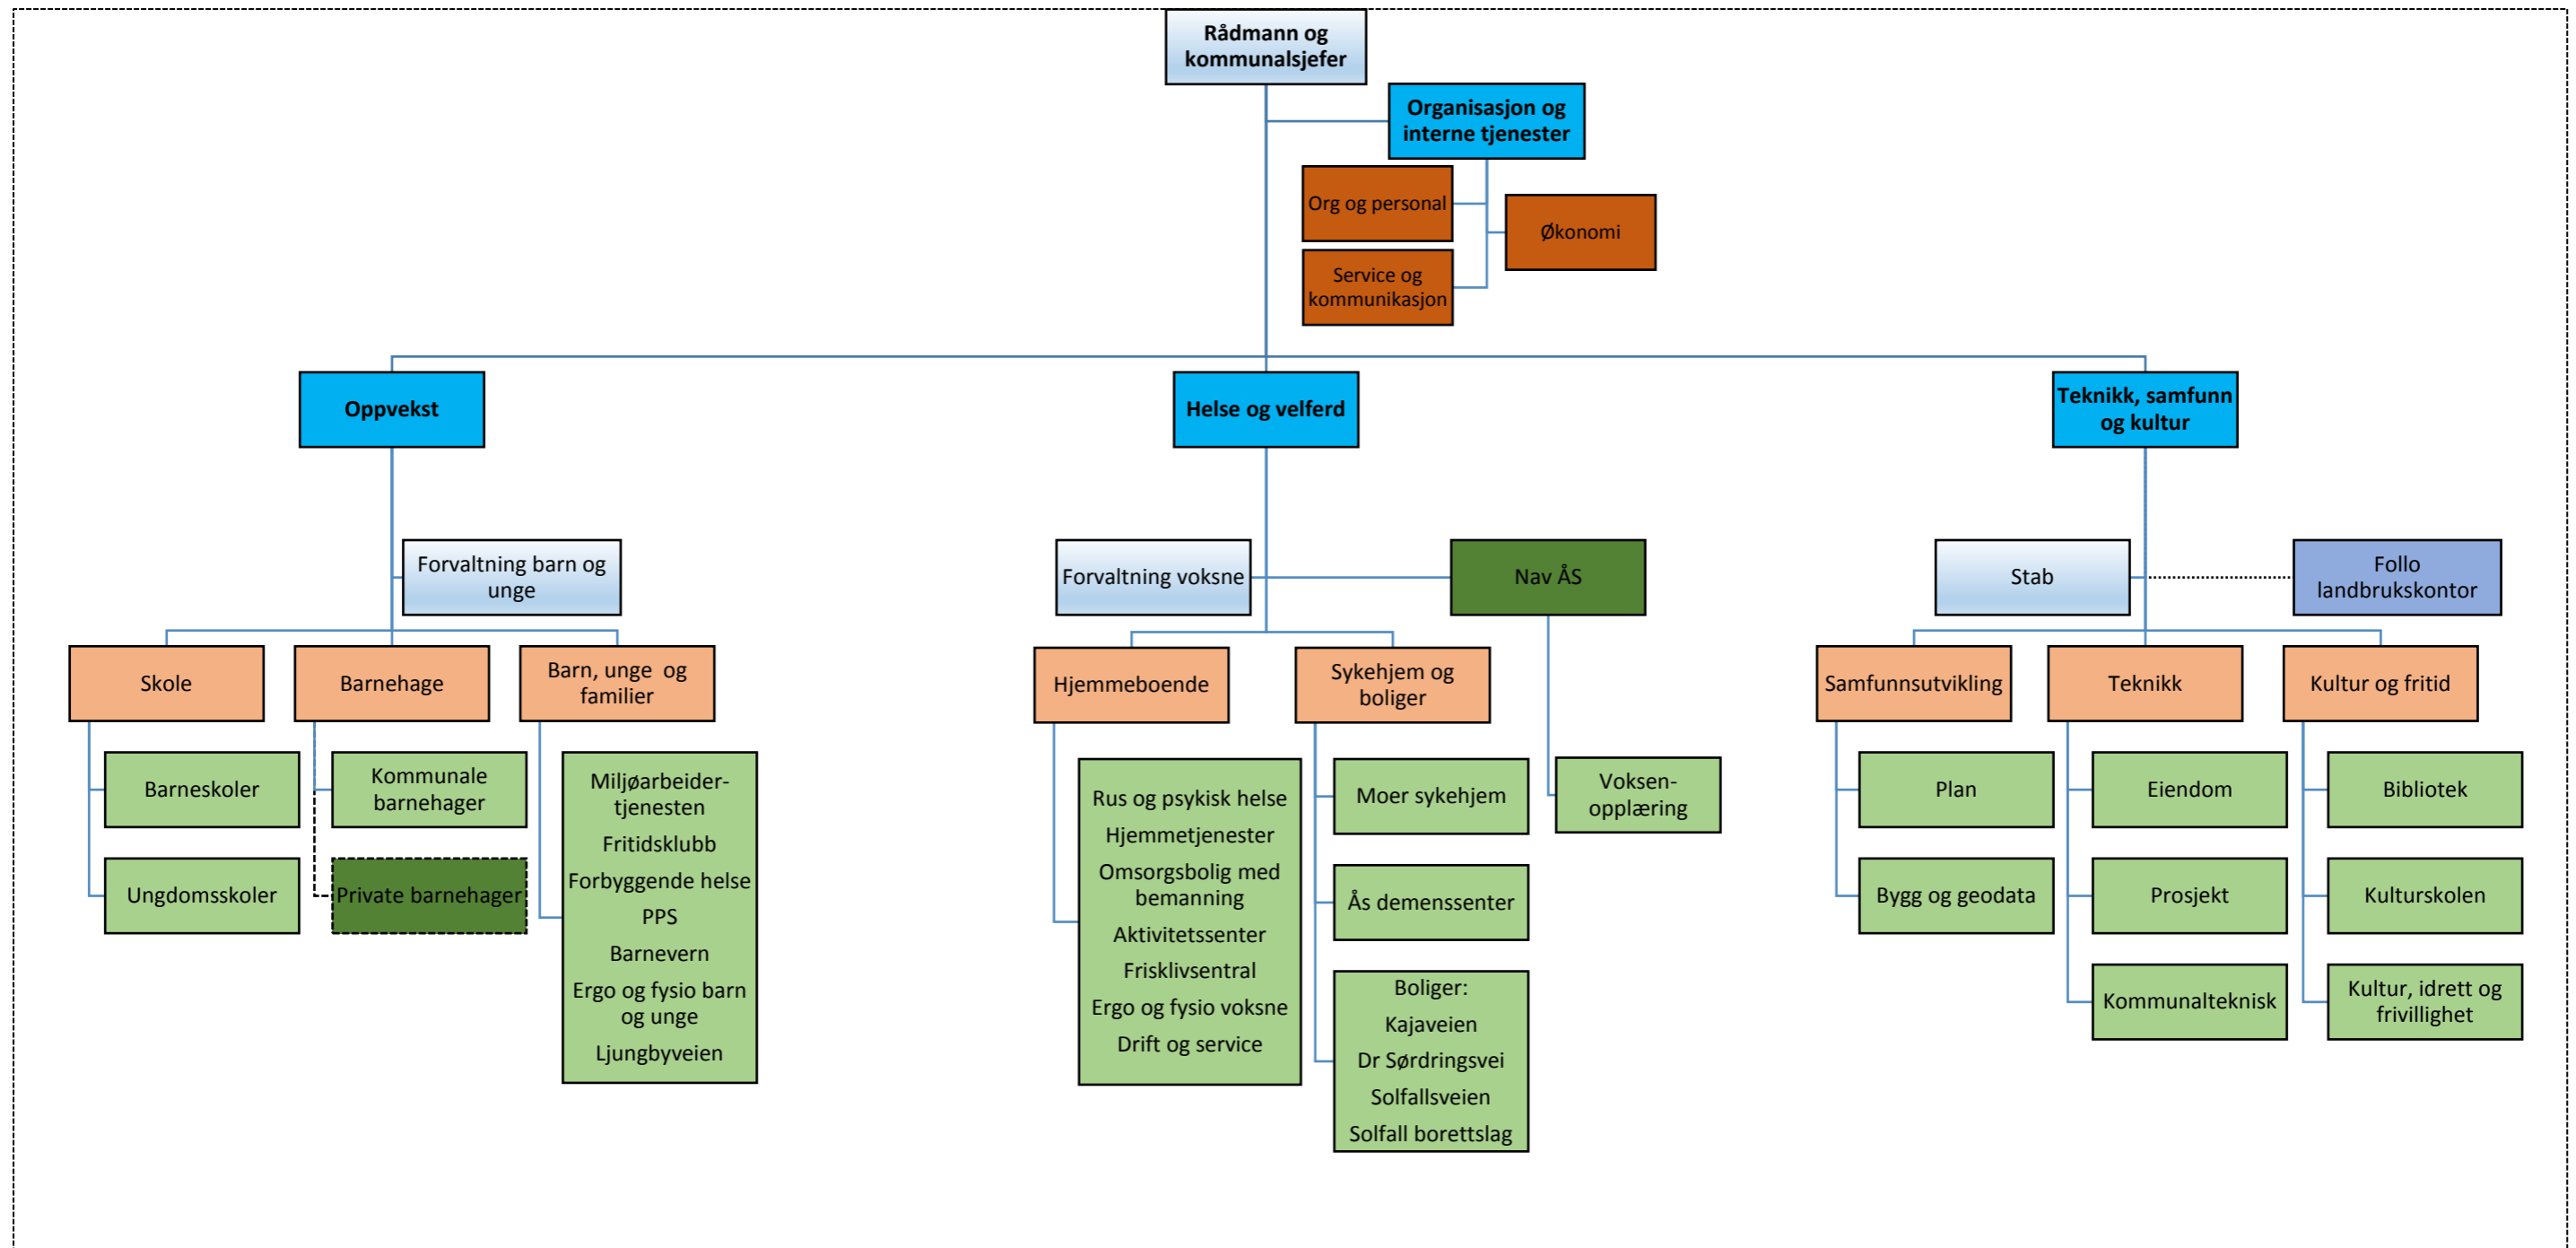 Rådmann og
kommunalsjefer
Organisasjon og
interne tjenester
Org og personal
Økonomi
Service og
kommunikasjon
Oppvekst
Helse og velferd
Teknikk, samfunn
og kultur
Forvaltning barn og
unge
Forvaltning voksne
Nav ÅS
Stab
Follo
landbrukskontor
Skole
Barnehage
Barn, unge  og
familier
Hjemmeboende
Sykehjem og
boliger
Samfunnsutvikling
Teknikk
Kultur og fritid
Barneskoler
Ungdomsskoler
Kommunale
barnehager
Private barnehager
Miljøarbeider-
tjenesten
Fritidsklubb
Forbyggende helse
PPS
Barnevern
Ergo og fysio barn
og unge
Ljungbyveien
Rus og psykisk helse
Hjemmetjenester
Omsorgsbolig med
bemanning
Aktivitetssenter
Frisklivsentral
Ergo og fysio voksne
Drift og service
Moer sykehjem
Ås demenssenter
Boliger:
Kajaveien
Dr Sørdringsvei
Solfallsveien
Solfall borettslag
Voksen-
opplæring
Plan
Bygg og geodata
Eiendom
Prosjekt
Kommunalteknisk
Bibliotek
Kulturskolen
Kultur, idrett og
frivillighet